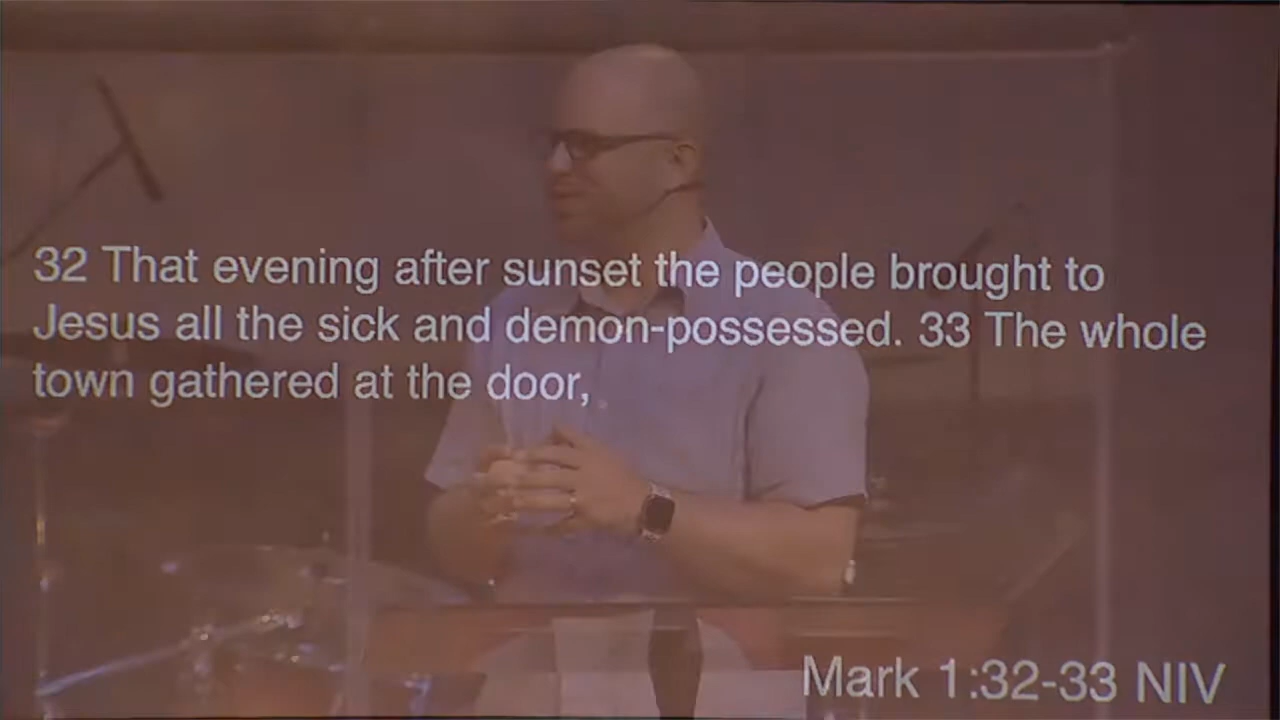 32 That evening after sunset the people brought to
Jesus all the sick and demon-possessed. 33 The whole
town gathered at the door,
Mark 1:32-33 NIV